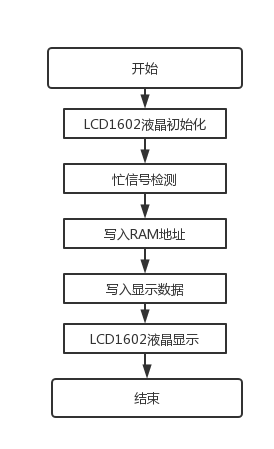 开始
LCD1602液晶初始化
忙信号检测
写入RAM地址
写入显示数据
LCD1602液晶显示
结束